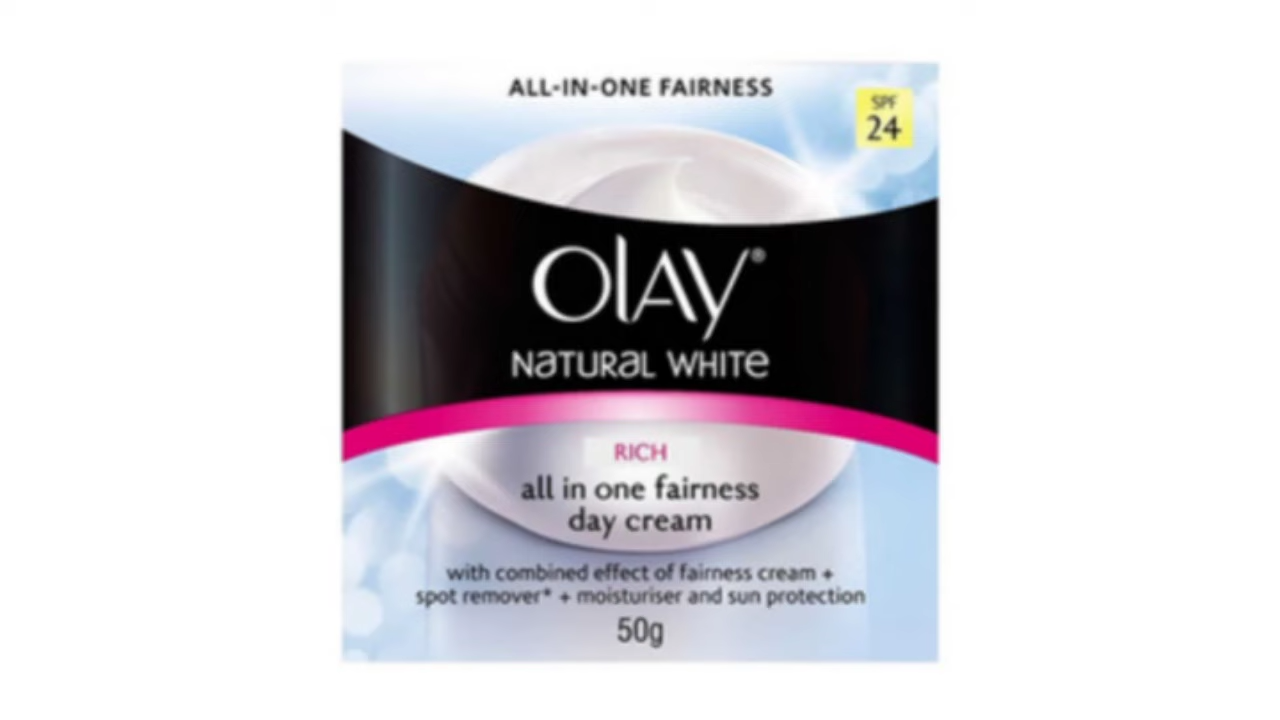 ALL-IN-ONE FAIRNESS
SPF
24
OLAY®
NATURAL WHITE
RICH
all in one fairness
day cream
with combined effect of fairness cream +
spot remover* + moisturiser and sun protection
50g